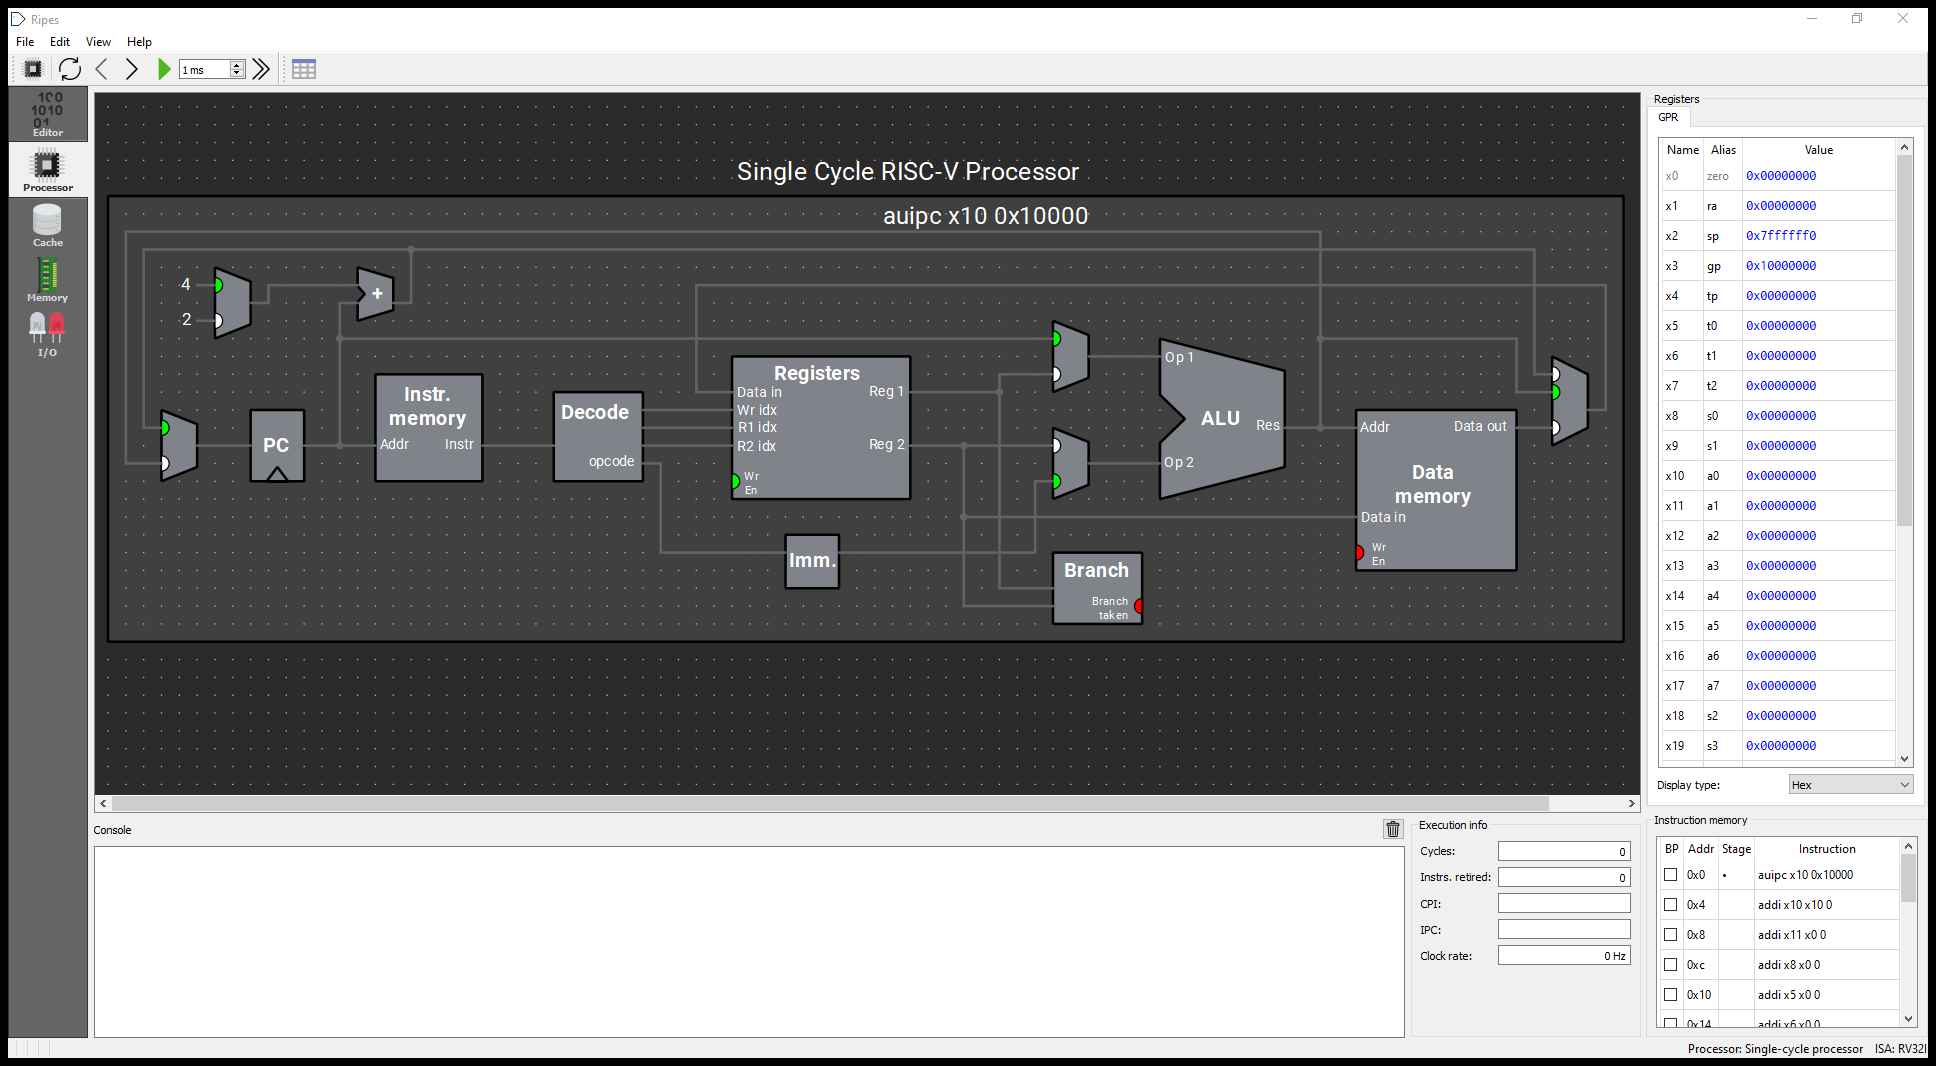 Ripes
File Edit View Help
1 ms
Editor
Processor
Cache
Memory
I/O
Single Cycle RISC-V Processor
auipc x10 0x10000
4
2
+
PC
Instr. memory
Addr Instr
Decode
opcode
Registers
Data in
Wr idx
R1 idx
R2 idx
Wr En
Reg 1
Reg 2
Imm.
Op 1
Op 2
ALU
Res
Branch
Branch taken
Addr
Data out
Data memory
Data in
Wr En
Registers
GPR
Name Alias Value
x0 zero 0x00000000
x1 ra 0x00000000
x2 sp 0x7ffffff0
x3 gp 0x10000000
x4 tp 0x00000000
x5 t0 0x00000000
x6 t1 0x00000000
x7 t2 0x00000000
x8 s0 0x00000000
x9 s1 0x00000000
x10 a0 0x00000000
x11 a1 0x00000000
x12 a2 0x00000000
x13 a3 0x00000000
x14 a4 0x00000000
x15 a5 0x00000000
x16 a6 0x00000000
x17 a7 0x00000000
x18 s2 0x00000000
x19 s3 0x00000000
Display type: Hex
Console
Execution info
Cycles: 0
Instrs. retired: 0
CPI:
IPC:
Clock rate: 0 Hz
Instruction memory
BP Addr Stage Instruction
0x0 • auipc x10 0x10000
0x4 addi x10 x10 0
0x8 addi x11 x0 0
0xc addi x8 x0 0
0x10 addi x5 x0 0
0x14 addi x6 x0 0
Processor: Single-cycle processor ISA: RV32I